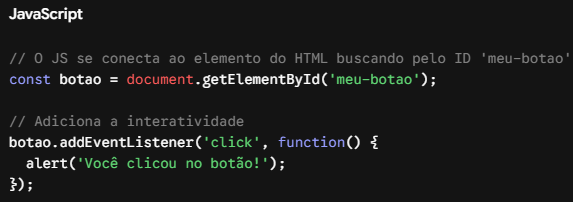 JavaScript
// O JS se conecta ao elemento do HTML buscando pelo ID 'meu-botao'
const botao = document.getElementById('meu-botao');
// Adiciona a interatividade
botao.addEventListener('click', function() {
  alert('Você clicou no botão!');
});